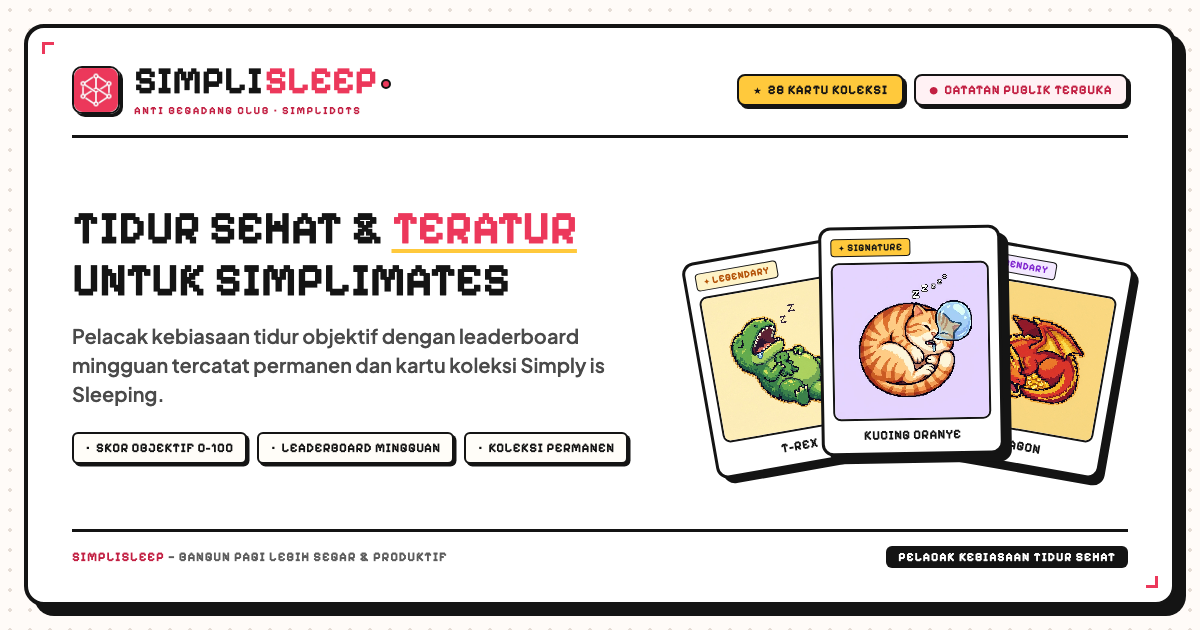 SIMPLISLEEP
ANTI BEGADANG CLUB · SIMPLIDOTS
★ 28 KARTU KOLEKSI
● CATATAN PUBLIK TERBUKA
TIDUR SEHAT & TERATUR
UNTUK SIMPLIMATES
Pelacak kebiasaan tidur objektif dengan leaderboard
mingguan tercatat permanen dan kartu koleksi Simply is
Sleeping.
· SKOR OBJEKTIF 0-100
· LEADERBOARD MINGGUAN
· KOLEKSI PERMANEN
✦ LEGENDARY
z z
T-REX
✦ SIGNATURE
z z z z s
KUCING ORANYE
ENDARY
AGON
SIMPLISLEEP — BANGUN PAGI LEBIH SEGAR & PRODUKTIF
PELACAK KEBIASAAN TIDUR SEHAT